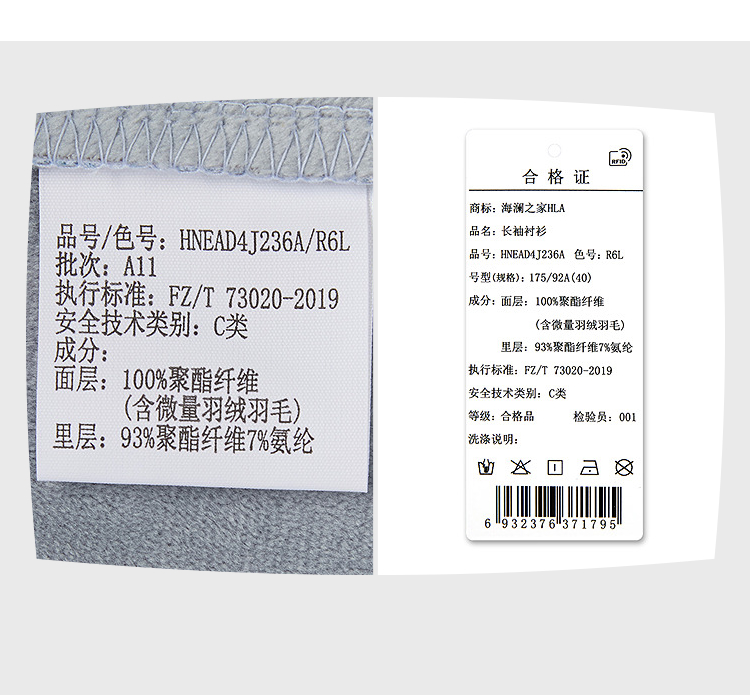 品号/色号: HNEAD4J236A/R6L
批次: A11
执行标准: FZ/T 73020-2019
安全技术类别: C类
成分:
面层: 100%聚酯纤维
(含微量羽绒羽毛)
里层: 93%聚酯纤维7%氨纶
RFID
合格证
商标: 海澜之家HLA
品名: 长袖衬衫
品号: HNEAD4J236A 色号: R6L
号型(规格): 175/92A(40)
成分: 面层: 100%聚酯纤维
(含微量羽绒羽毛)
里层: 93%聚酯纤维7%氨纶
执行标准: FZ/T 73020-2019
安全技术类别: C类
等级: 合格品 检验员: 001
洗涤说明:
6 932376 371795